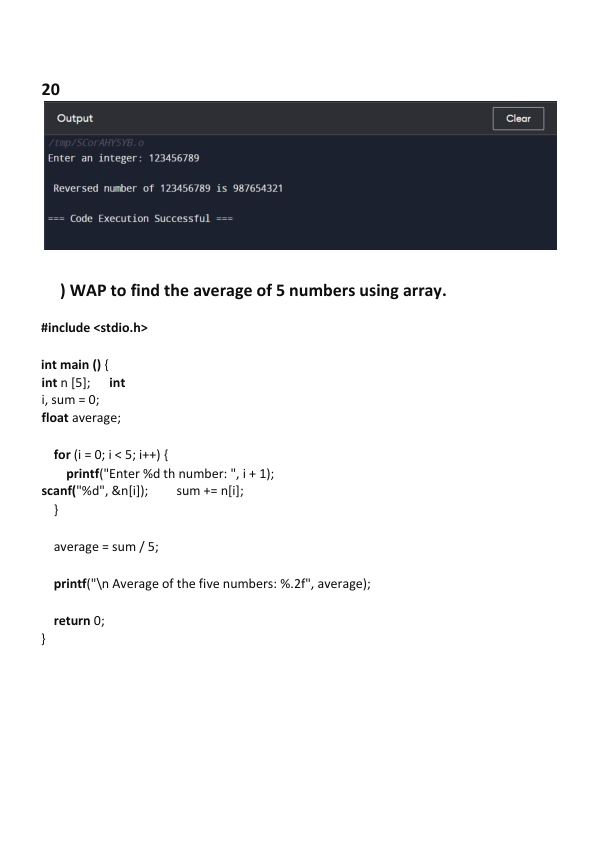 20
Output Clear
/tmp/SCorAHY5YB.o
Enter an integer: 123456789
Reversed number of 123456789 is 987654321
=== Code Execution Successful ===
) WAP to find the average of 5 numbers using array.
#include <stdio.h>
int main () {
int n [5]; int
i, sum = 0;
float average;
for (i = 0; i < 5; i++) {
printf("Enter %d th number: ", i + 1);
scanf("%d", &n[i]); sum += n[i];
}
average = sum / 5;
printf("\n Average of the five numbers: %.2f", average);
return 0;
}